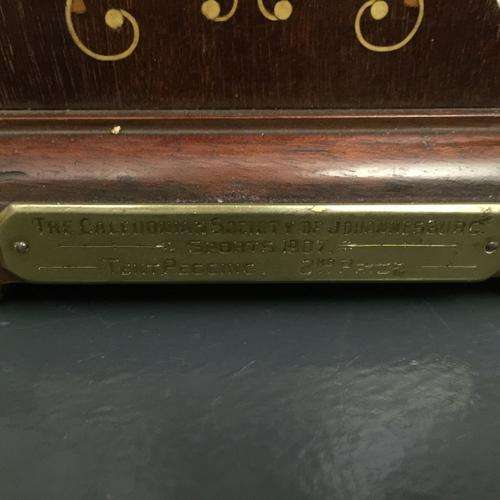 THE CALEDONIAN SOCIETY OF JOHANNESBURG.
SPORTS 1907.
TENT PEGGING. 2ND PRIZE